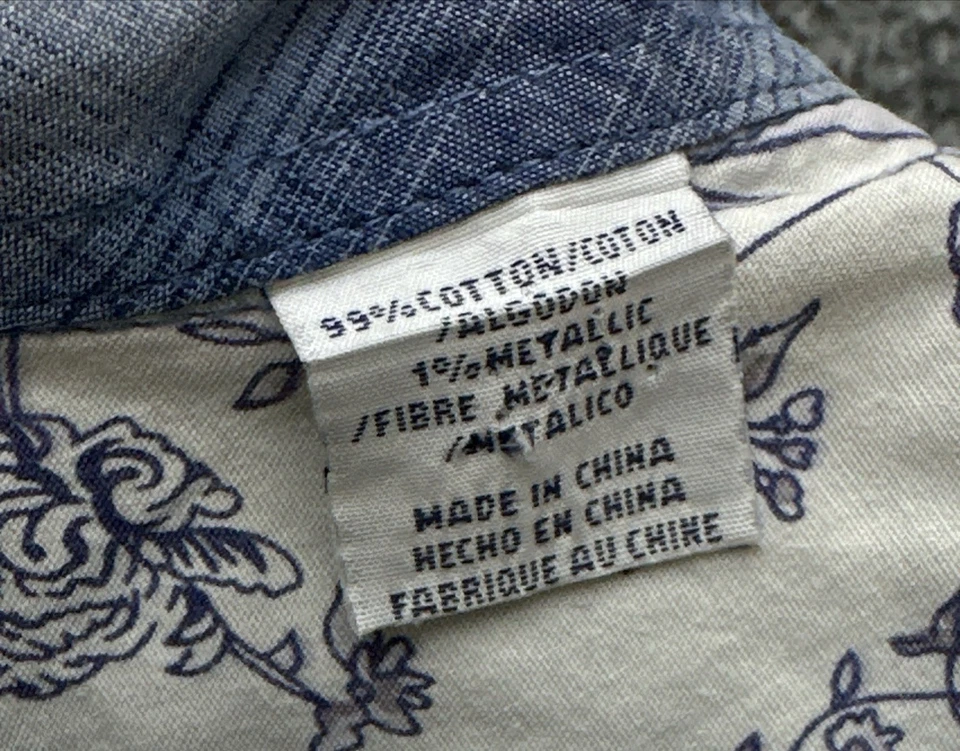 99%COTTON/COTON
/ALGODON
1%METALLIC
/FIBRE METALLIQUE
/METALICO
MADE IN CHINA
HECHO EN CHINA
FABRIQUE AU CHINE